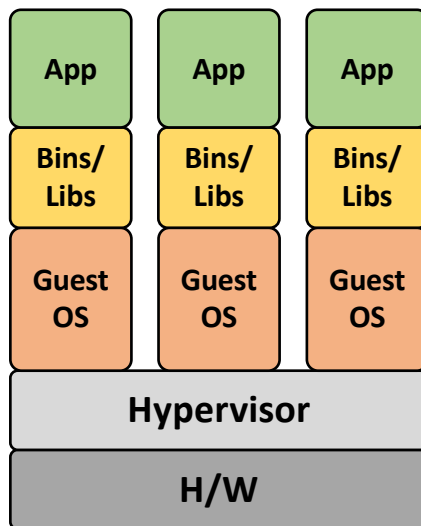 App App App
Bins/ Bins/ Bins/
Libs Libs Libs
Guest Guest Guest
OS OS OS
Hypervisor
H/W